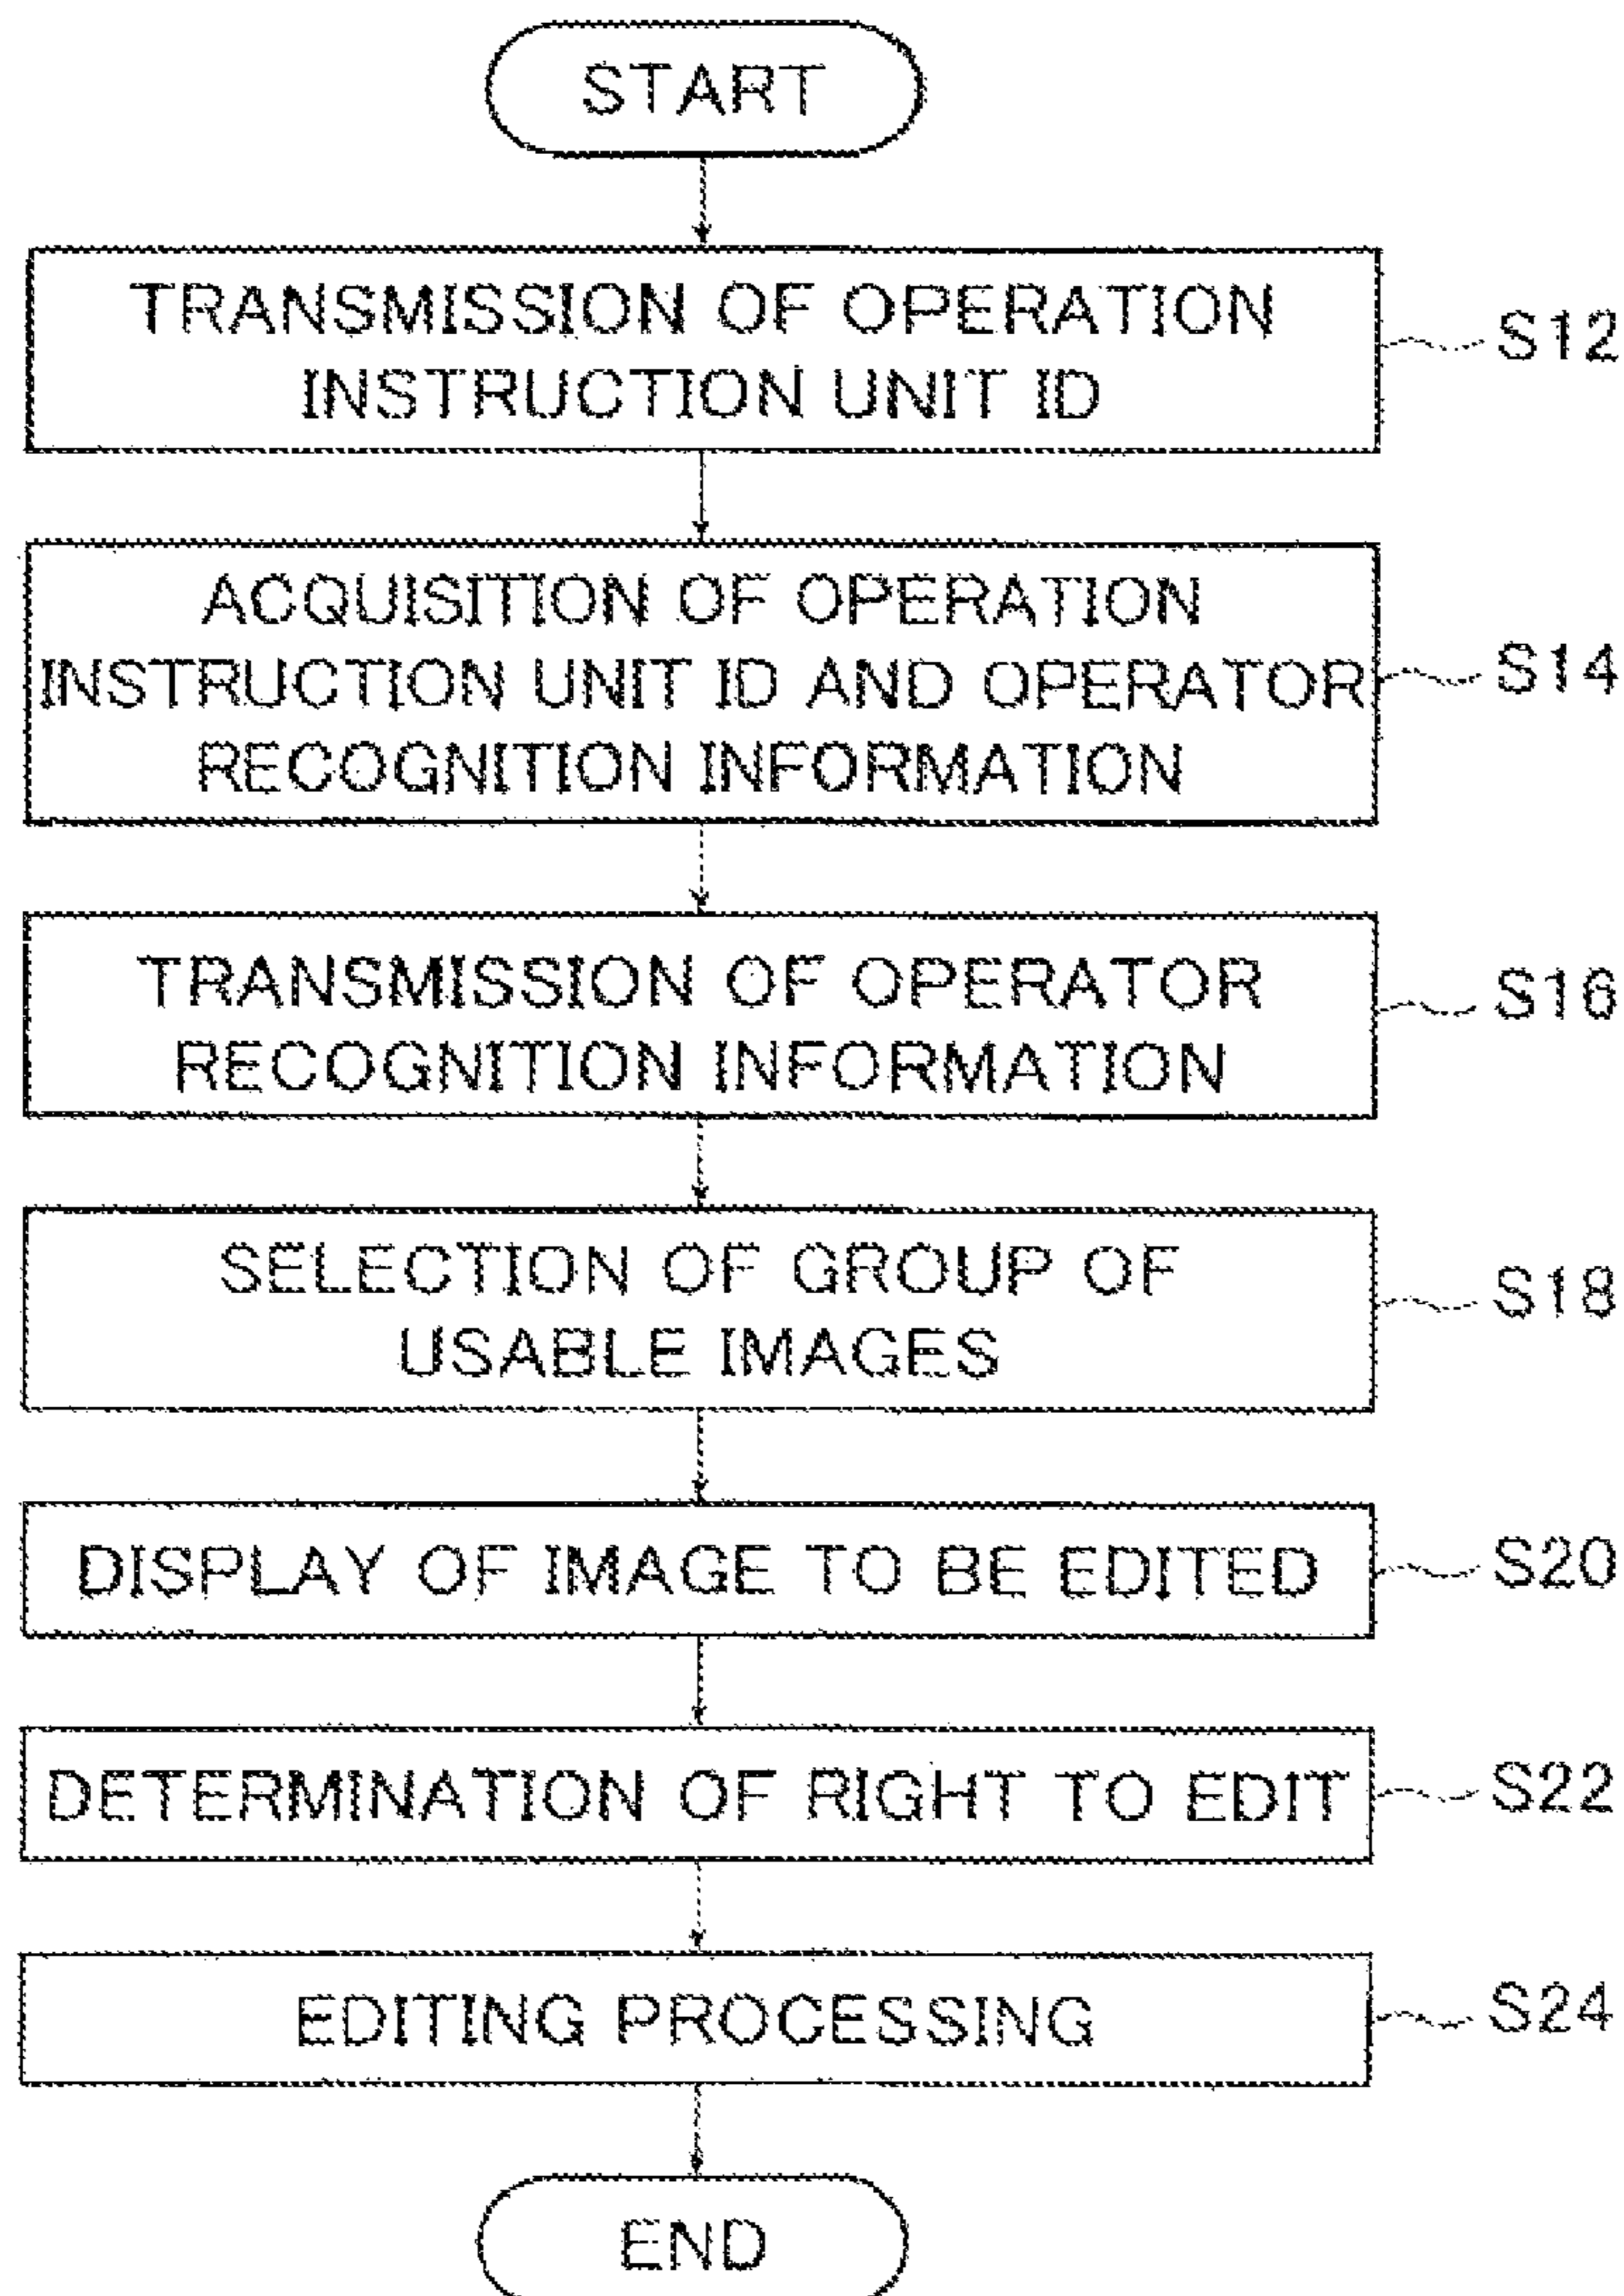 START
TRANSMISSION OF OPERATION
INSTRUCTION UNIT ID
S12
ACQUISITION OF OPERATION
INSTRUCTION UNIT ID AND OPERATOR
RECOGNITION INFORMATION
S14
TRANSMISSION OF OPERATOR
RECOGNITION INFORMATION
S16
SELECTION OF GROUP OF
USABLE IMAGES
S18
DISPLAY OF IMAGE TO BE EDITED
S20
DETERMINATION OF RIGHT TO EDIT
S22
EDITING PROCESSING
S24
END